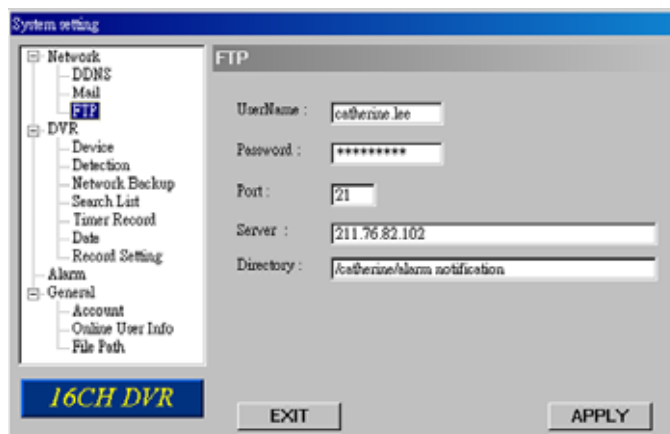 System setting
Network
DDNS
Mail
FTP
DVR
Device
Detection
Network Backup
Search List
Timer Record
Date
Record Setting
Alarm
General
Account
Online User Info
File Path
16CH DVR
FTP
UserName : catherine.lee
Password : *********
Port : 21
Server : 211.76.82.102
Directory : /catherine/alarm notification
EXIT APPLY